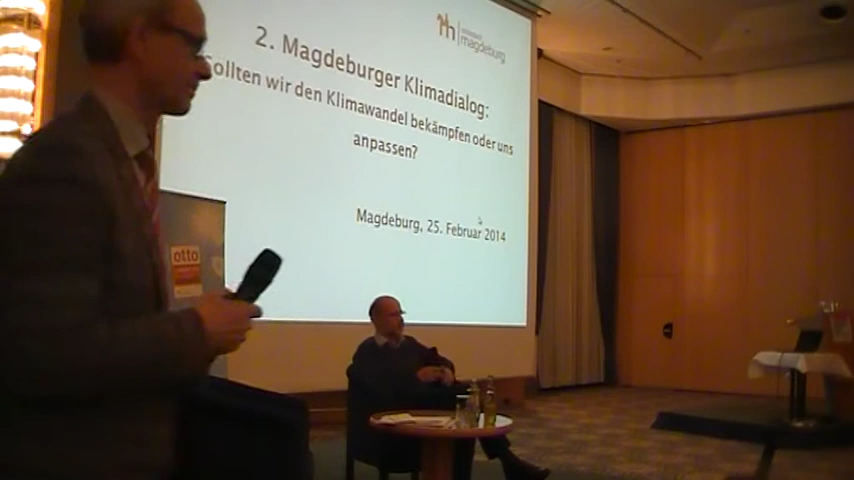 magdeburg
2. Magdeburger Klimadialog:
Sollten wir den Klimawandel bekämpfen oder uns
anpassen?
Magdeburg, 25. Februar 2014
otto